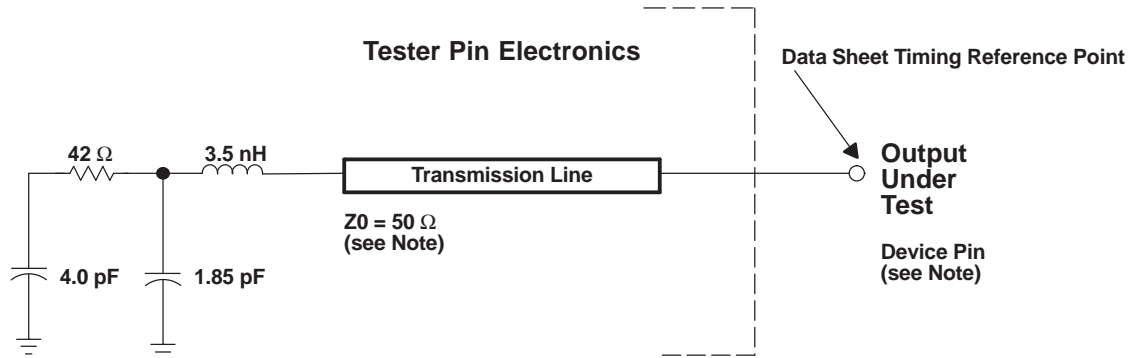 Tester Pin Electronics
Data Sheet Timing Reference Point
42 Ω
3.5 nH
Transmission Line
Output
Under
Test
Z0 = 50 Ω
(see Note)
Device Pin
(see Note)
4.0 pF
1.85 pF